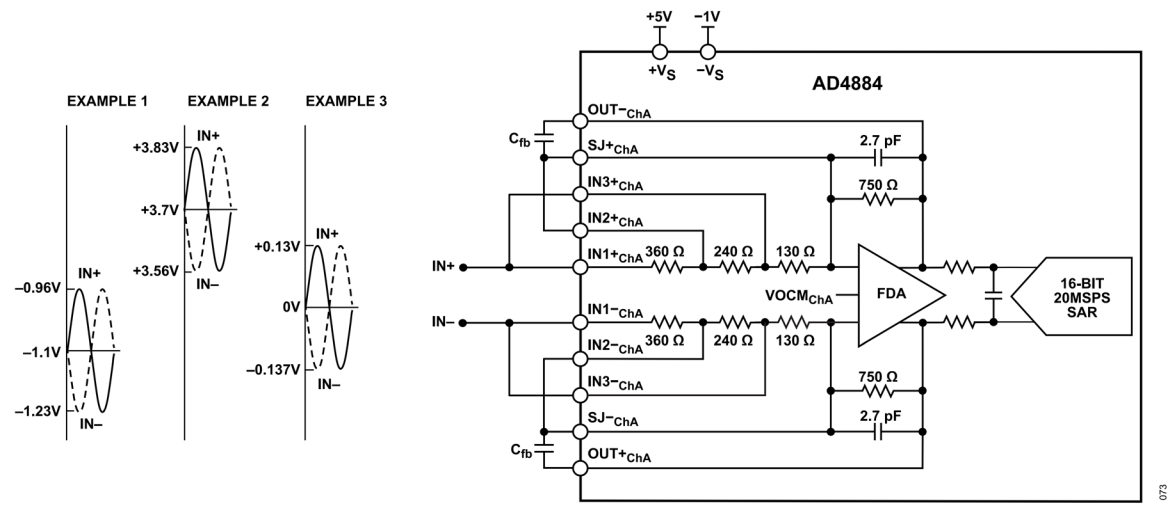 +5V
−1V
+VS
−VS
AD4884
EXAMPLE 1
EXAMPLE 2
EXAMPLE 3
IN+
+3.83V
+3.7V
+3.56V
IN−
IN+
+0.13V
0V
−0.137V
IN−
IN+
−0.96V
−1.1V
−1.23V
IN−
OUT−ChA
Cfb
SJ+ChA
2.7 pF
IN3+ChA
750 Ω
IN2+ChA
IN+
IN1+ChA
360 Ω
240 Ω
130 Ω
VOCMChA
FDA
16-BIT
20MSPS
SAR
IN−
IN1−ChA
360 Ω
240 Ω
130 Ω
IN2−ChA
IN3−ChA
750 Ω
SJ−ChA
2.7 pF
Cfb
OUT+ChA
073